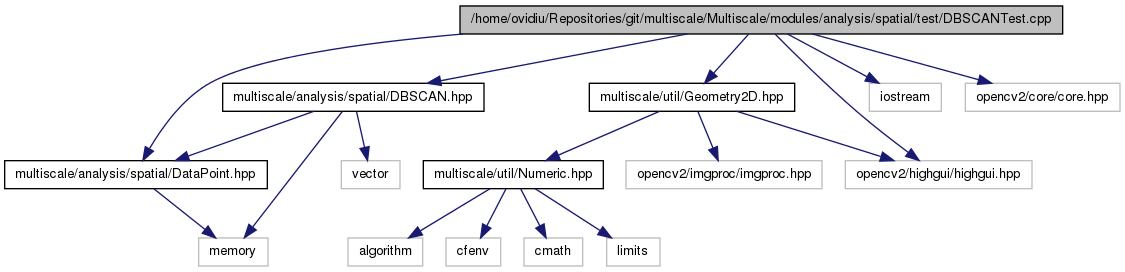 /home/ovidiu/Repositories/git/multiscale/Multiscale/modules/analysis/spatial/test/DBSCANTest.cpp
multiscale/analysis/spatial/DBSCAN.hpp
multiscale/util/Geometry2D.hpp
iostream
opencv2/core/core.hpp
multiscale/analysis/spatial/DataPoint.hpp
vector
multiscale/util/Numeric.hpp
opencv2/imgproc/imgproc.hpp
opencv2/highgui/highgui.hpp
memory
algorithm
cfenv
cmath
limits